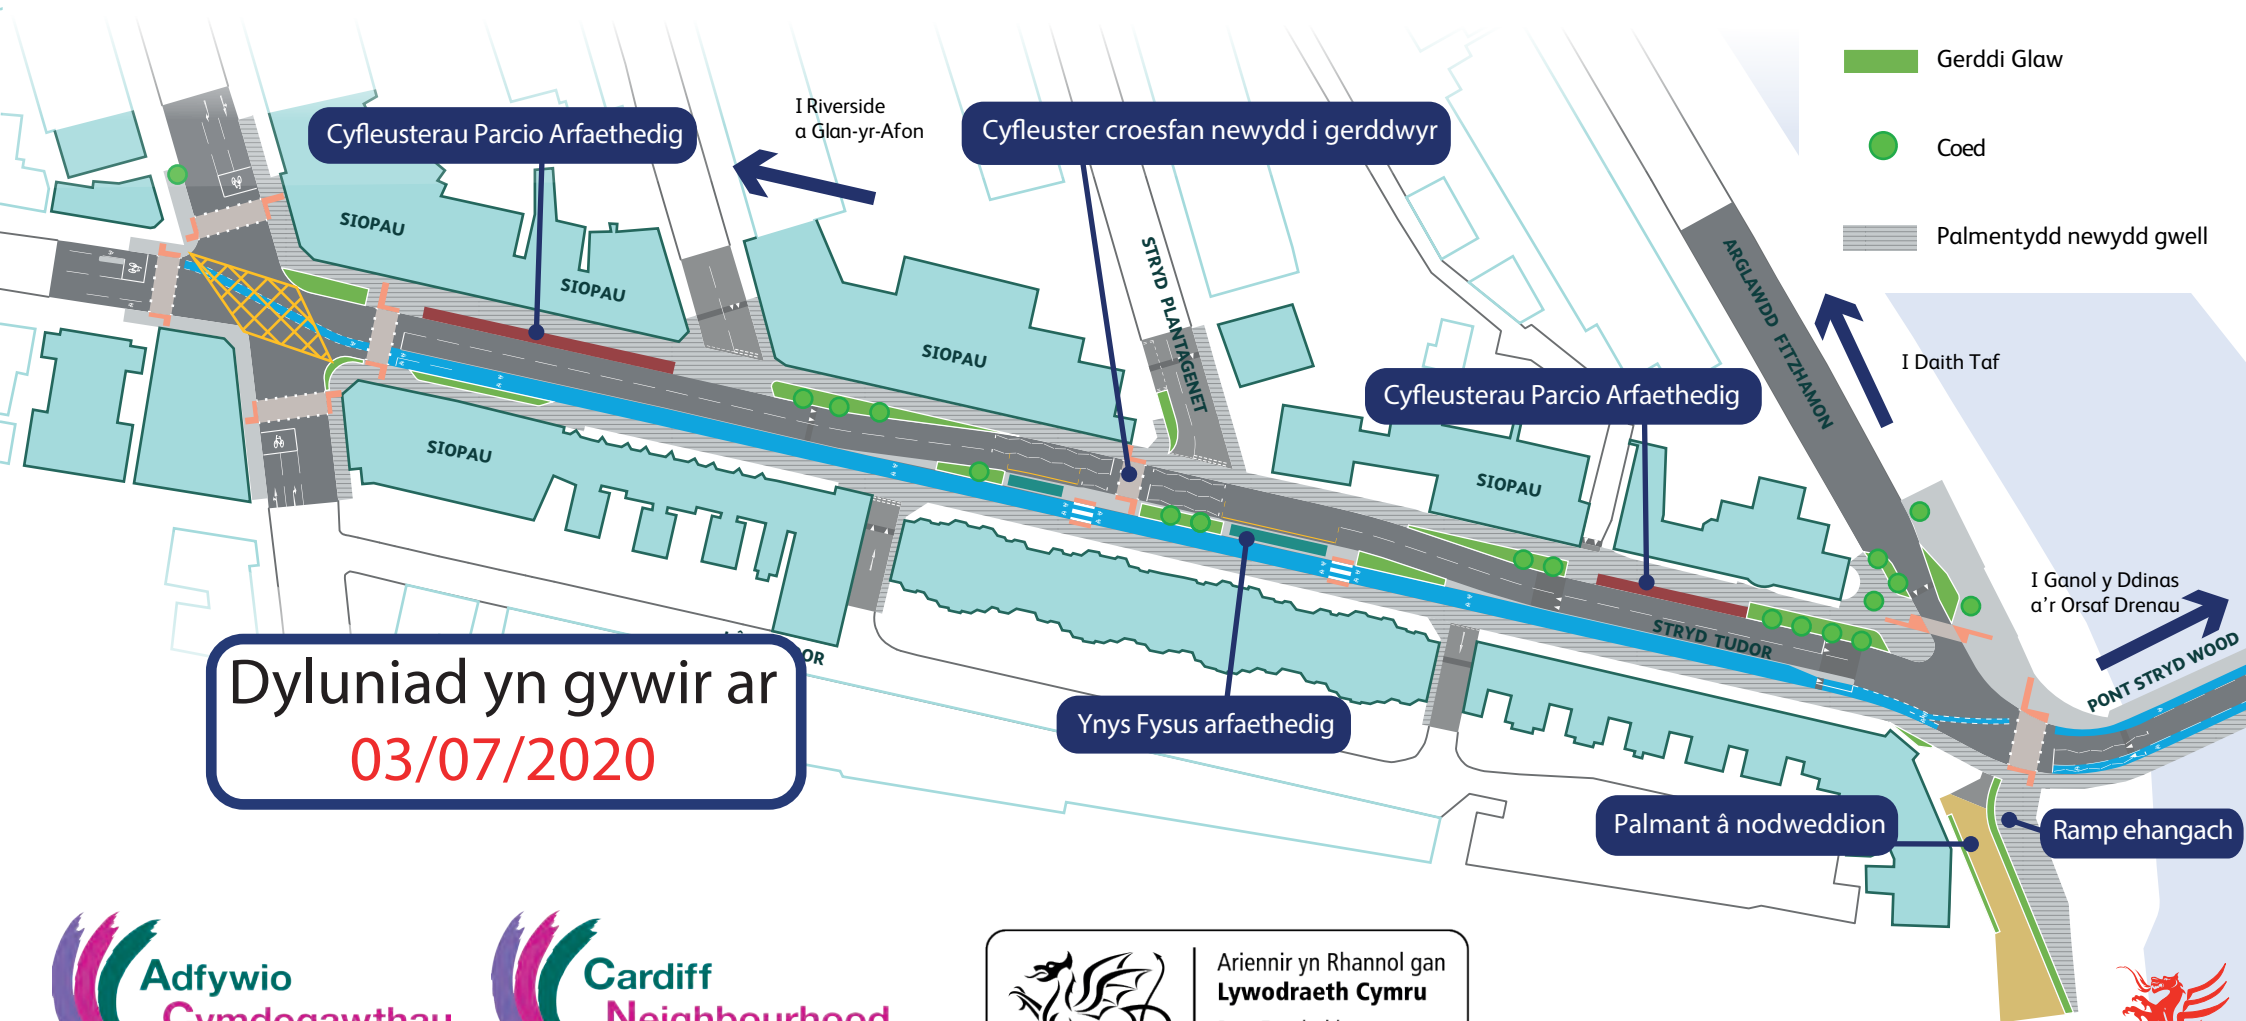 Gerddi Glaw
Coed
Palmentydd newydd gwell
Cyfleusterau Parcio Arfaethedig
I Riverside
a Glan-yr-Afon
Cyfleuster croesfan newydd i gerddwyr
SIOPAU
SIOPAU
SIOPAU
STRYD PLANTAGENET
ARGLAWDD FITZHAMON
I Daith Taf
Cyfleusterau Parcio Arfaethedig
SIOPAU
SIOPAU
I Ganol y Ddinas
a'r Orsaf Drenau
STRYD TUDOR
PONT STRYD WOOD
Dyluniad yn gywir ar
03/07/2020
Ynys Fysus arfaethedig
Palmant â nodweddion
Ramp ehangach
Adfywio
Cymdogaethau
Cardiff
Neighbourhood
Ariennir yn Rhannol gan
Lywodraeth Cymru